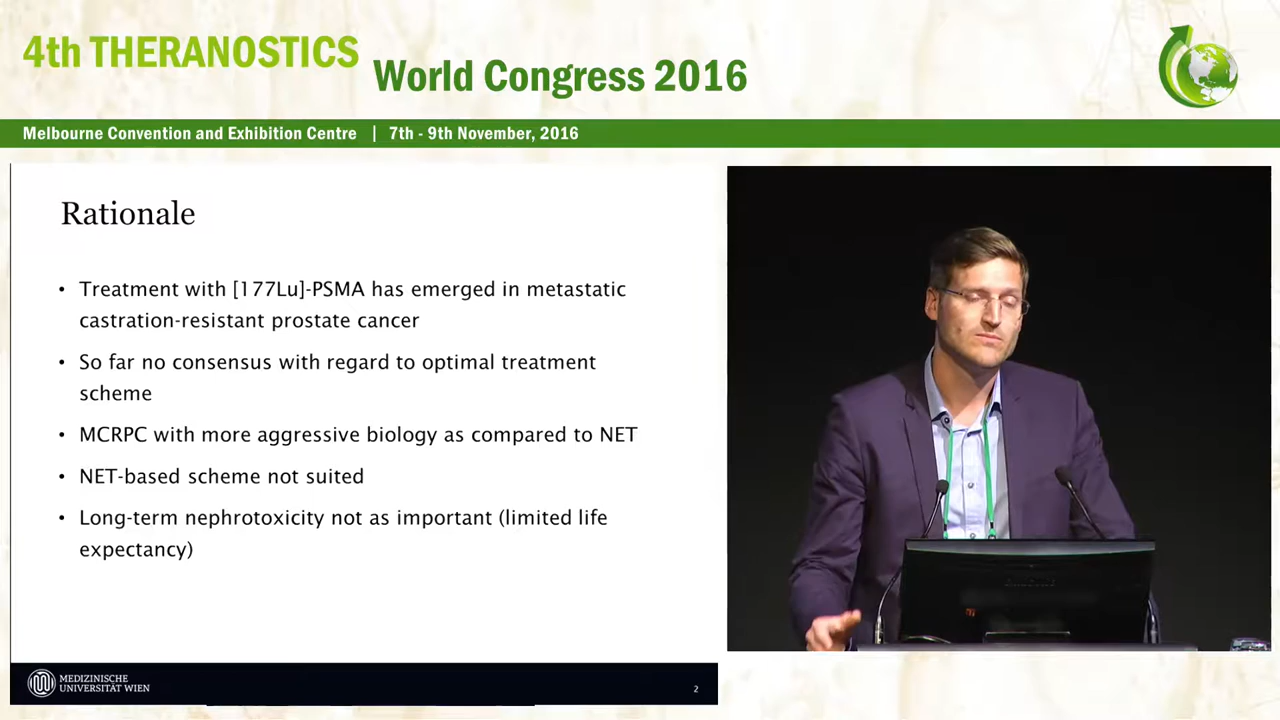 4th THERANOSTICS
World Congress 2016
Melbourne Convention and Exhibition Centre | 7th - 9th November, 2016
Rationale
• Treatment with [177Lu]-PSMA has emerged in metastatic
castration-resistant prostate cancer
• So far no consensus with regard to optimal treatment
scheme
• MCRPC with more aggressive biology as compared to NET
• NET-based scheme not suited
• Long-term nephrotoxicity not as important (limited life
expectancy)
MEDIZINISCHE
UNIVERSITÄT WIEN
2